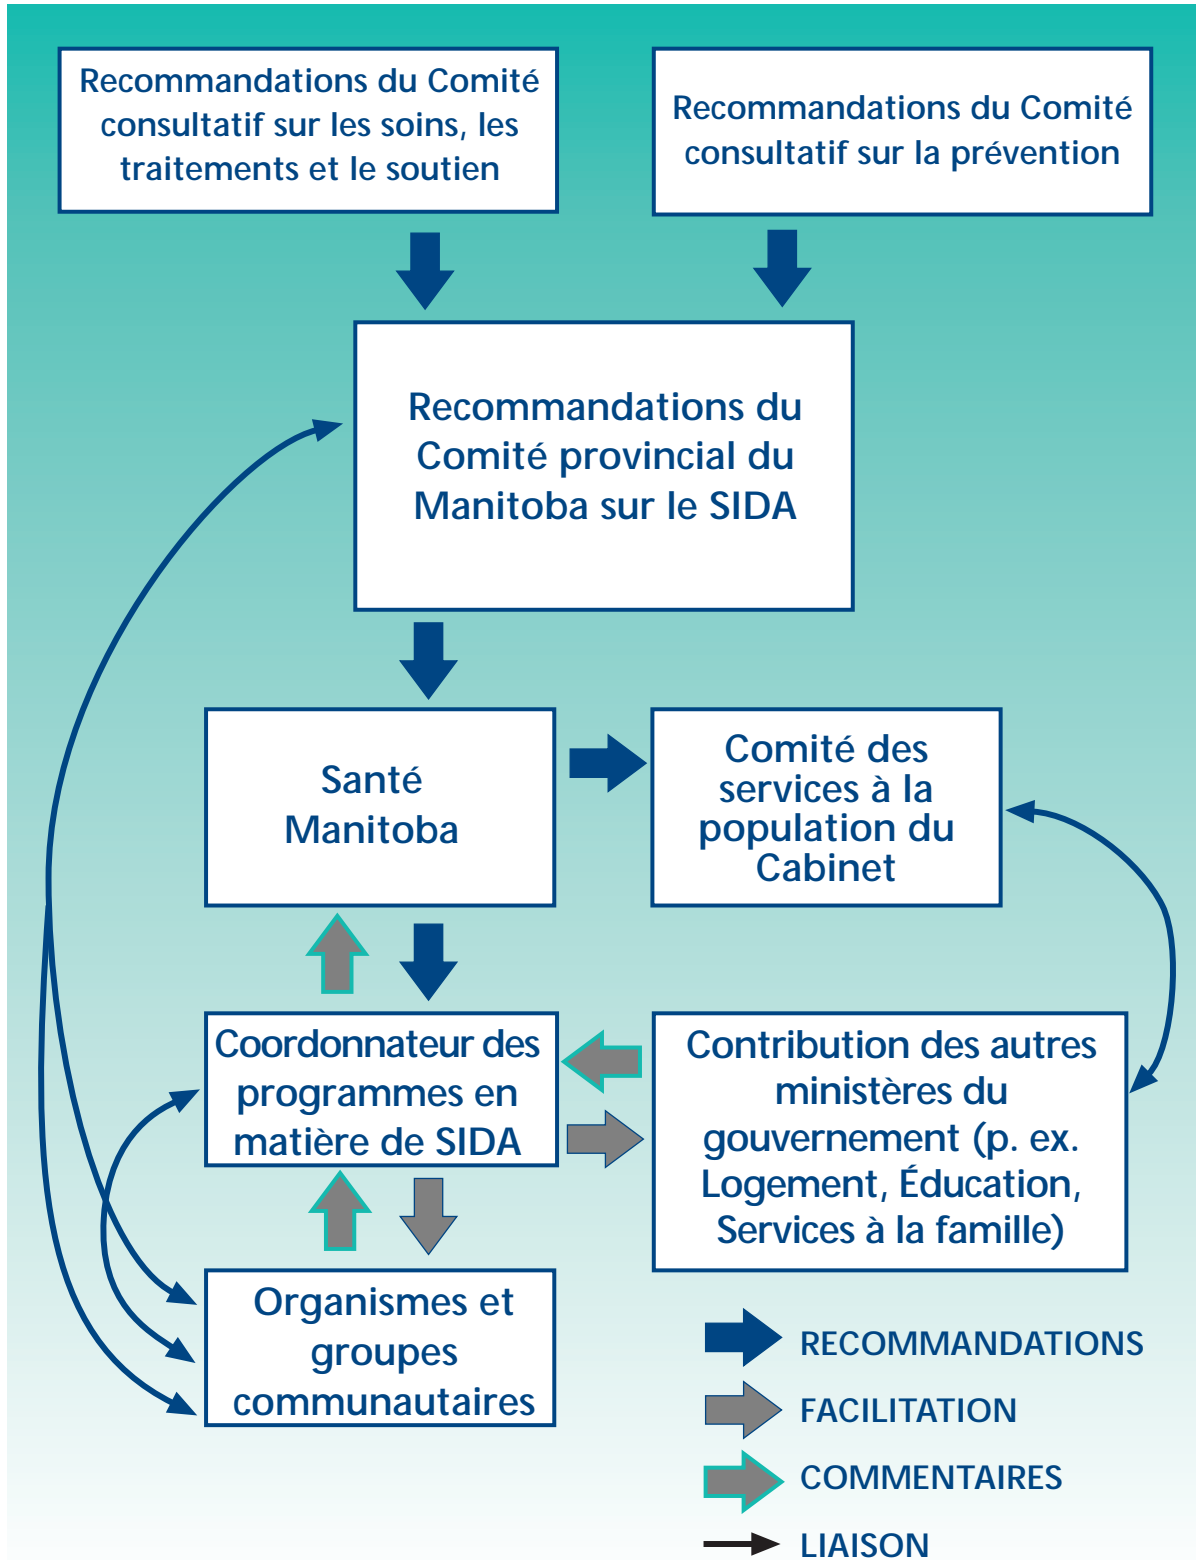 Recommandations du Comité
consultatif sur les soins, les
traitements et le soutien
Recommandations du Comité
consultatif sur la prévention
Recommandations du
Comité provincial du
Manitoba sur le SIDA
Santé
Manitoba
Comité des
services à la
population du
Cabinet
Coordonnateur des
programmes en
matière de SIDA
Contribution des autres
ministères du
gouvernement (p. ex.
Logement, Éducation,
Services à la famille)
Organismes et
groupes
communautaires
RECOMMANDATIONS
FACILITATION
COMMENTAIRES
LIAISON